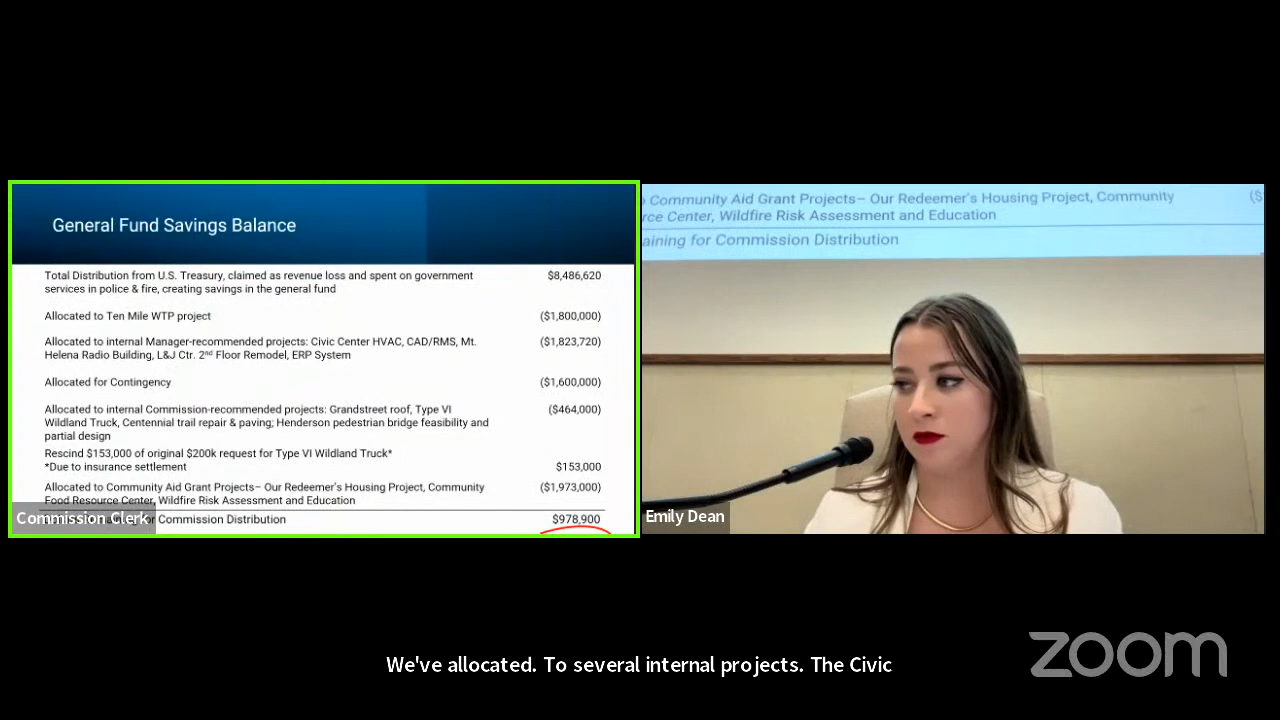 General Fund Savings Balance
Total Distribution from U.S. Treasury, claimed as revenue loss and spent on government
services in police & fire, creating savings in the general fund
$8,486,620
Allocated to Ten Mile WTP project
($1,800,000)
Allocated to internal Manager-recommended projects: Civic Center HVAC, CAD/RMS, Mt.
Helena Radio Building, L&J Ctr. 2nd Floor Remodel, ERP System
($1,823,720)
Allocated for Contingency
($1,600,000)
Allocated to internal Commission-recommended projects: Grandstreet roof, Type VI
Wildland Truck, Centennial trail repair & paving; Henderson pedestrian bridge feasibility and
partial design
($464,000)
Rescind $153,000 of original $200k request for Type VI Wildland Truck*
*Due to insurance settlement
$153,000
Allocated to Community Aid Grant Projects– Our Redeemer's Housing Project, Community
Food Resource Center, Wildfire Risk Assessment and Education
($1,973,000)
Commission Distribution
$978,900
Commission Clerk
Community Aid Grant Projects– Our Redeemer's Housing Project, Community
Center, Wildfire Risk Assessment and Education
($
for Commission Distribution
Emily Dean
We've allocated. To several internal projects. The Civic
zoom